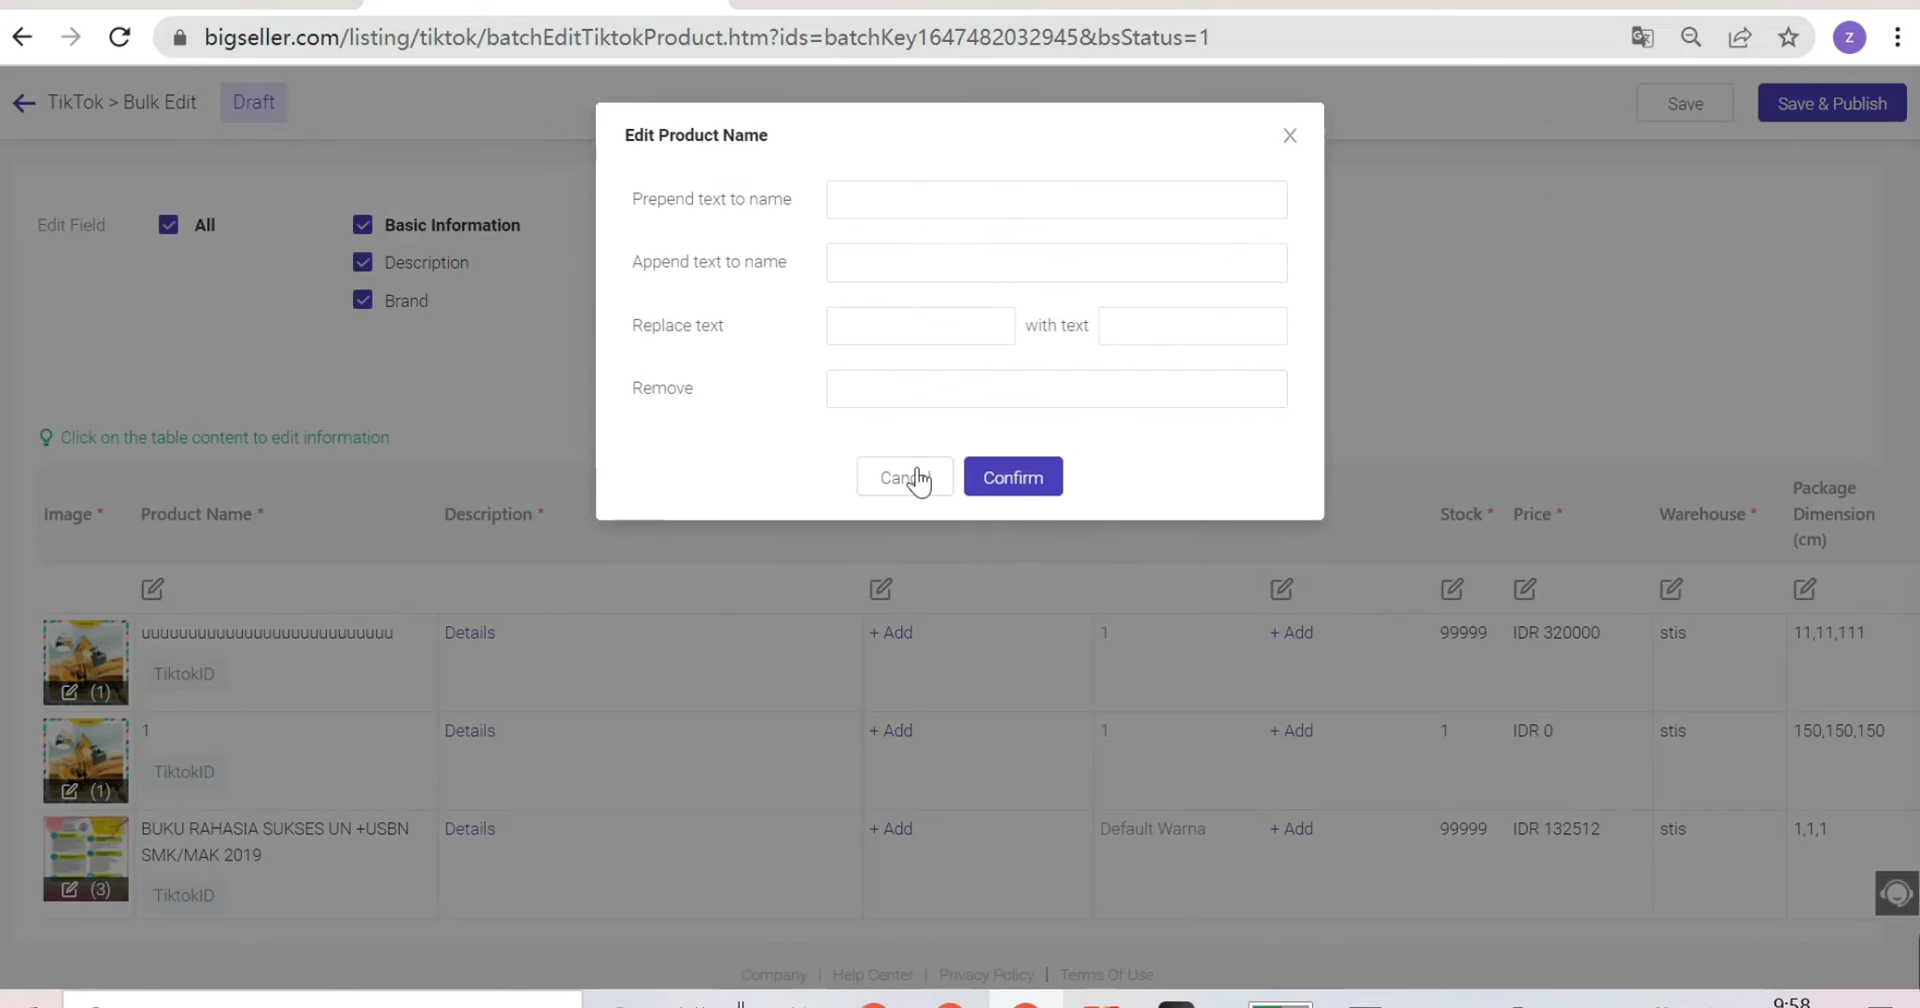 bigseller.com/listing/tiktok/batchEditTiktokProduct.htm?ids=batchKey1647482032945&bsStatus=1
z
TikTok > Bulk Edit Draft
Save Save & Publish
Edit Product Name
Prepend text to name
Append text to name
Replace text with text
Remove
Cancel Confirm
Edit Field All Basic Information
Description
Brand
Click on the table content to edit information
Image * Product Name * Description * Stock * Price * Warehouse * Package Dimension (cm)
Details + Add 1 + Add 99999 IDR 320000 stis 11,11,111
TiktokID
(1)
1 Details + Add 1 + Add 1 IDR 0 stis 150,150,150
TiktokID
(1)
BUKU RAHASIA SUKSES UN +USBN Details + Add Default Warna + Add 99999 IDR 132512 stis 1,1,1
SMK/MAK 2019
TiktokID
(3)
Company | Help Center | Privacy Policy | Terms Of Use
9:58